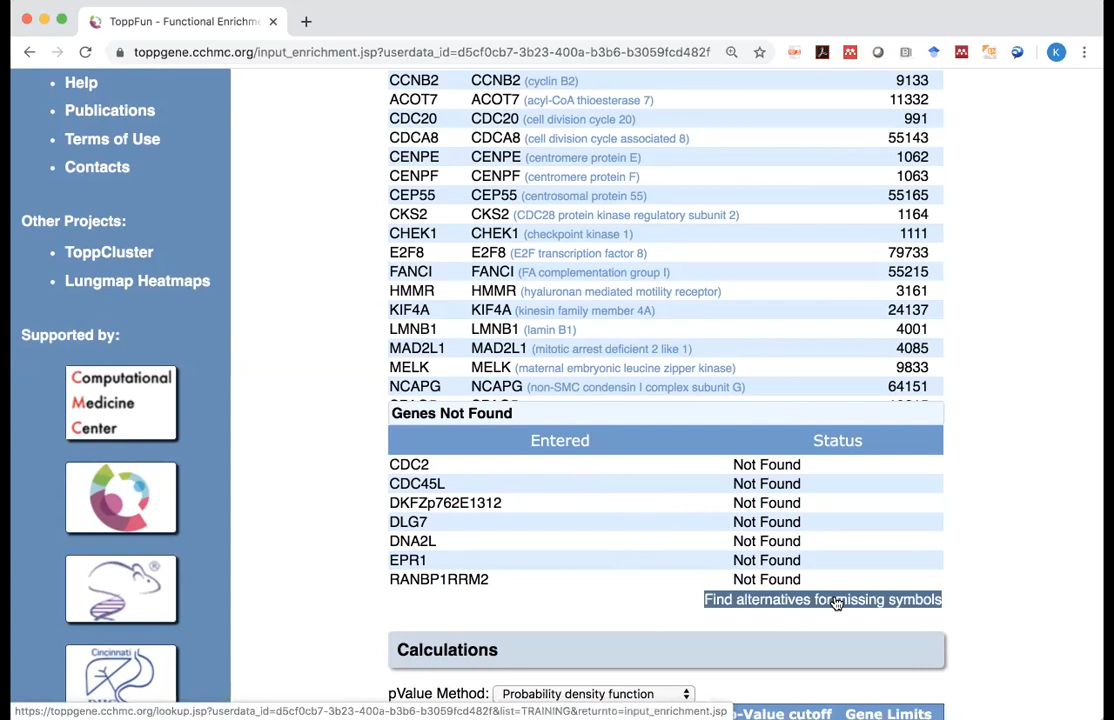 ToppFun - Functional Enrichme
toppgene.cchmc.org/input_enrichment.jsp?userdata_id=d5cf0cb7-3b23-400a-b3b6-b3059fcd482f
K
Help
Publications
Terms of Use
Contacts
Other Projects:
ToppCluster
Lungmap Heatmaps
Supported by:
Computational
Medicine
Center
Cincinnati
CCNB2 CCNB2 (cyclin B2) 9133
ACOT7 ACOT7 (acyl-CoA thioesterase 7) 11332
CDC20 CDC20 (cell division cycle 20) 991
CDCA8 CDCA8 (cell division cycle associated 8) 55143
CENPE CENPE (centromere protein E) 1062
CENPF CENPF (centromere protein F) 1063
CEP55 CEP55 (centrosomal protein 55) 55165
CKS2 CKS2 (CDC28 protein kinase regulatory subunit 2) 1164
CHEK1 CHEK1 (checkpoint kinase 1) 1111
E2F8 E2F8 (E2F transcription factor 8) 79733
FANCI FANCI (FA complementation group I) 55215
HMMR HMMR (hyaluronan mediated motility receptor) 3161
KIF4A KIF4A (kinesin family member 4A) 24137
LMNB1 LMNB1 (lamin B1) 4001
MAD2L1 MAD2L1 (mitotic arrest deficient 2 like 1) 4085
MELK MELK (maternal embryonic leucine zipper kinase) 9833
NCAPG NCAPG (non-SMC condensin I complex subunit G) 64151
Genes Not Found
Entered Status
CDC2 Not Found
CDC45L Not Found
DKFZp762E1312 Not Found
DLG7 Not Found
DNA2L Not Found
EPR1 Not Found
RANBP1RRM2 Not Found
Find alternatives for missing symbols
Calculations
pValue Method: Probability density function
-Value cutoff Gene Limits
https://toppgene.cchmc.org/lookup.jsp?userdata_id=d5cf0cb7-3b23-400a-b3b6-b3059fcd482f&list=TRAINING&returnto=input_enrichment.jsp